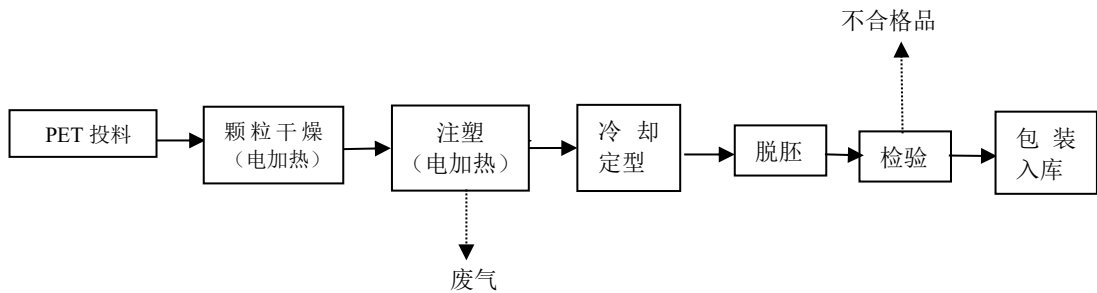 不合格品
PET 投料
颗粒干燥
（电加热）
注塑
（电加热）
冷却
定型
脱胚
检验
包装
入库
废气